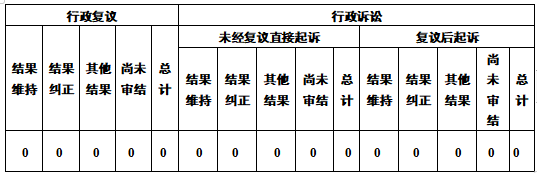 行政复议 行政诉讼
未经复议直接起诉 复议后起诉
结果维持 结果纠正 其他结果 尚未审结 总计 结果维持 结果纠正 其他结果 尚未审结 总计 结果维持 结果纠正 其他结果 尚未审结 总计
0 0 0 0 0 0 0 0 0 0 0 0 0 0 0